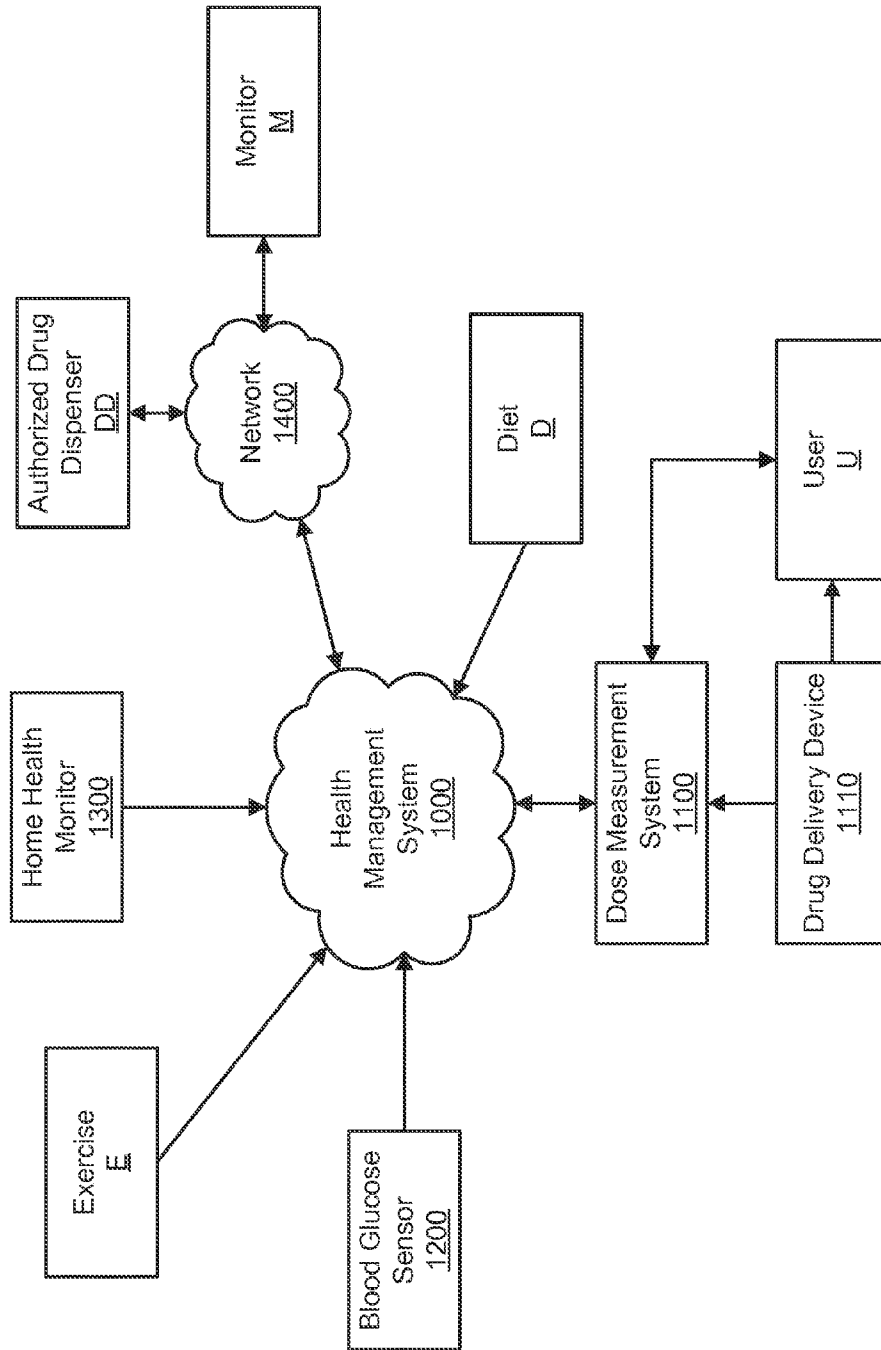 Exercise
E
Home Health
Monitor
1300
Authorized Drug
Dispenser
DD
Network
1400
Monitor
M
Blood Glucose
Sensor
1200
Health
Management
System
1000
Diet
D
Dose Measurement
System
1100
Drug Delivery Device
1110
User
U